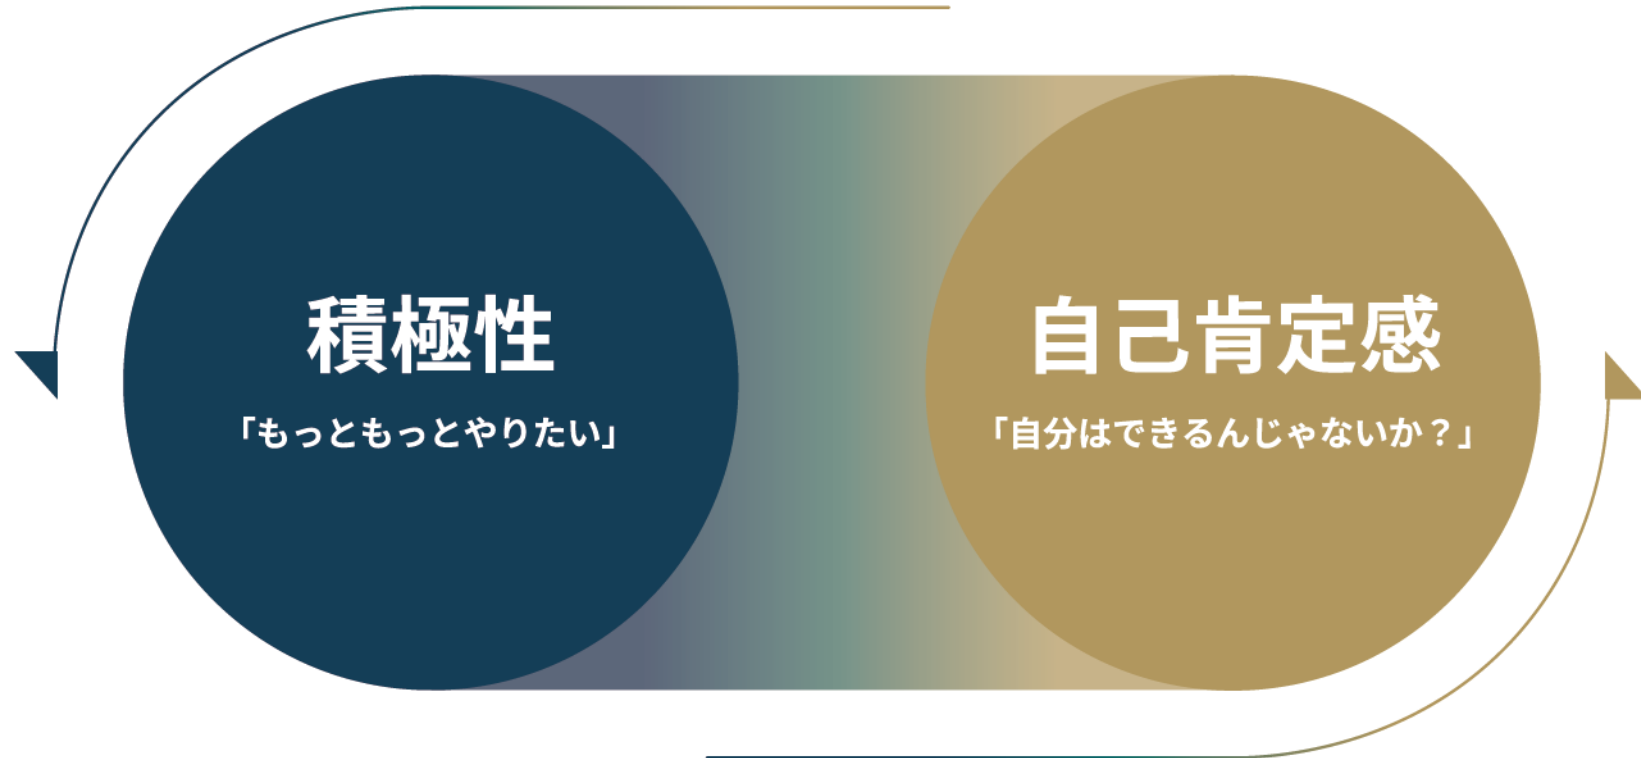 積極性
「もっともっとやりたい」
自己肯定感
「自分はできるんじゃないか？」